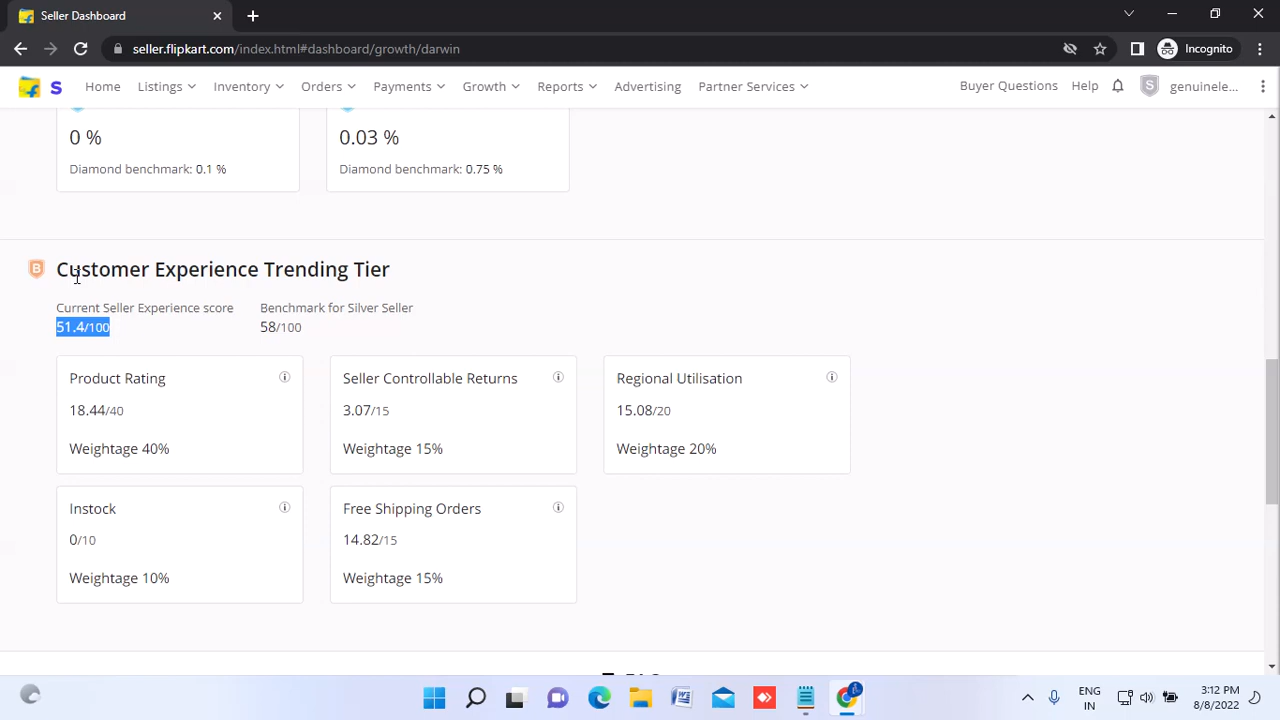 Seller Dashboard
seller.flipkart.com/index.html#dashboard/growth/darwin
Incognito
S Home Listings Inventory Orders Payments Growth Reports Advertising Partner Services Buyer Questions Help S genuinele...
0 % 0.03 %
Diamond benchmark: 0.1 % Diamond benchmark: 0.75 %
B Customer Experience Trending Tier
Current Seller Experience score Benchmark for Silver Seller
51.4/100 58/100
Product Rating Seller Controllable Returns Regional Utilisation
18.44/40 3.07/15 15.08/20
Weightage 40% Weightage 15% Weightage 20%
Instock Free Shipping Orders
0/10 14.82/15
Weightage 10% Weightage 15%
ENG 3:12 PM
IN 8/8/2022